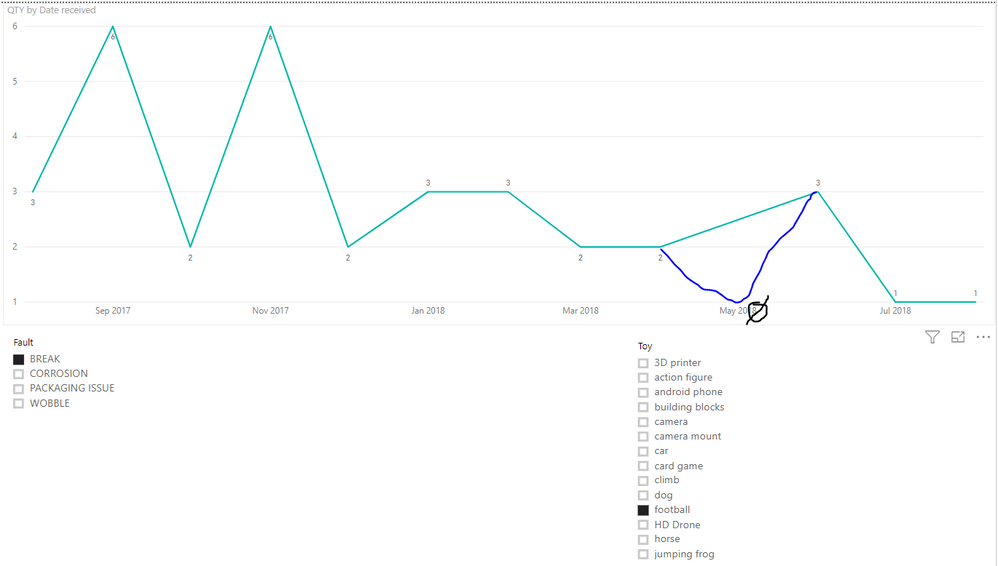 QTY by Date received
6
6
6
5
4
3
3
3
3
3
2
2
2
2
2
1
1
1
Sep 2017
Nov 2017
Jan 2018
Mar 2018
May
Jul 2018
Fault
BREAK
CORROSION
PACKAGING ISSUE
WOBBLE
Toy
3D printer
action figure
android phone
building blocks
camera
camera mount
car
card game
climb
dog
football
HD Drone
horse
jumping frog